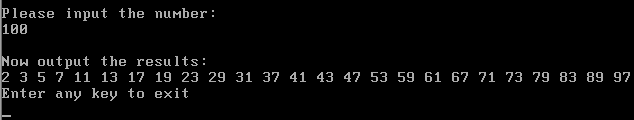 Please input the number:
100
Now output the results:
2 3 5 7 11 13 17 19 23 29 31 37 41 43 47 53 59 61 67 71 73 79 83 89 97
Enter any key to exit